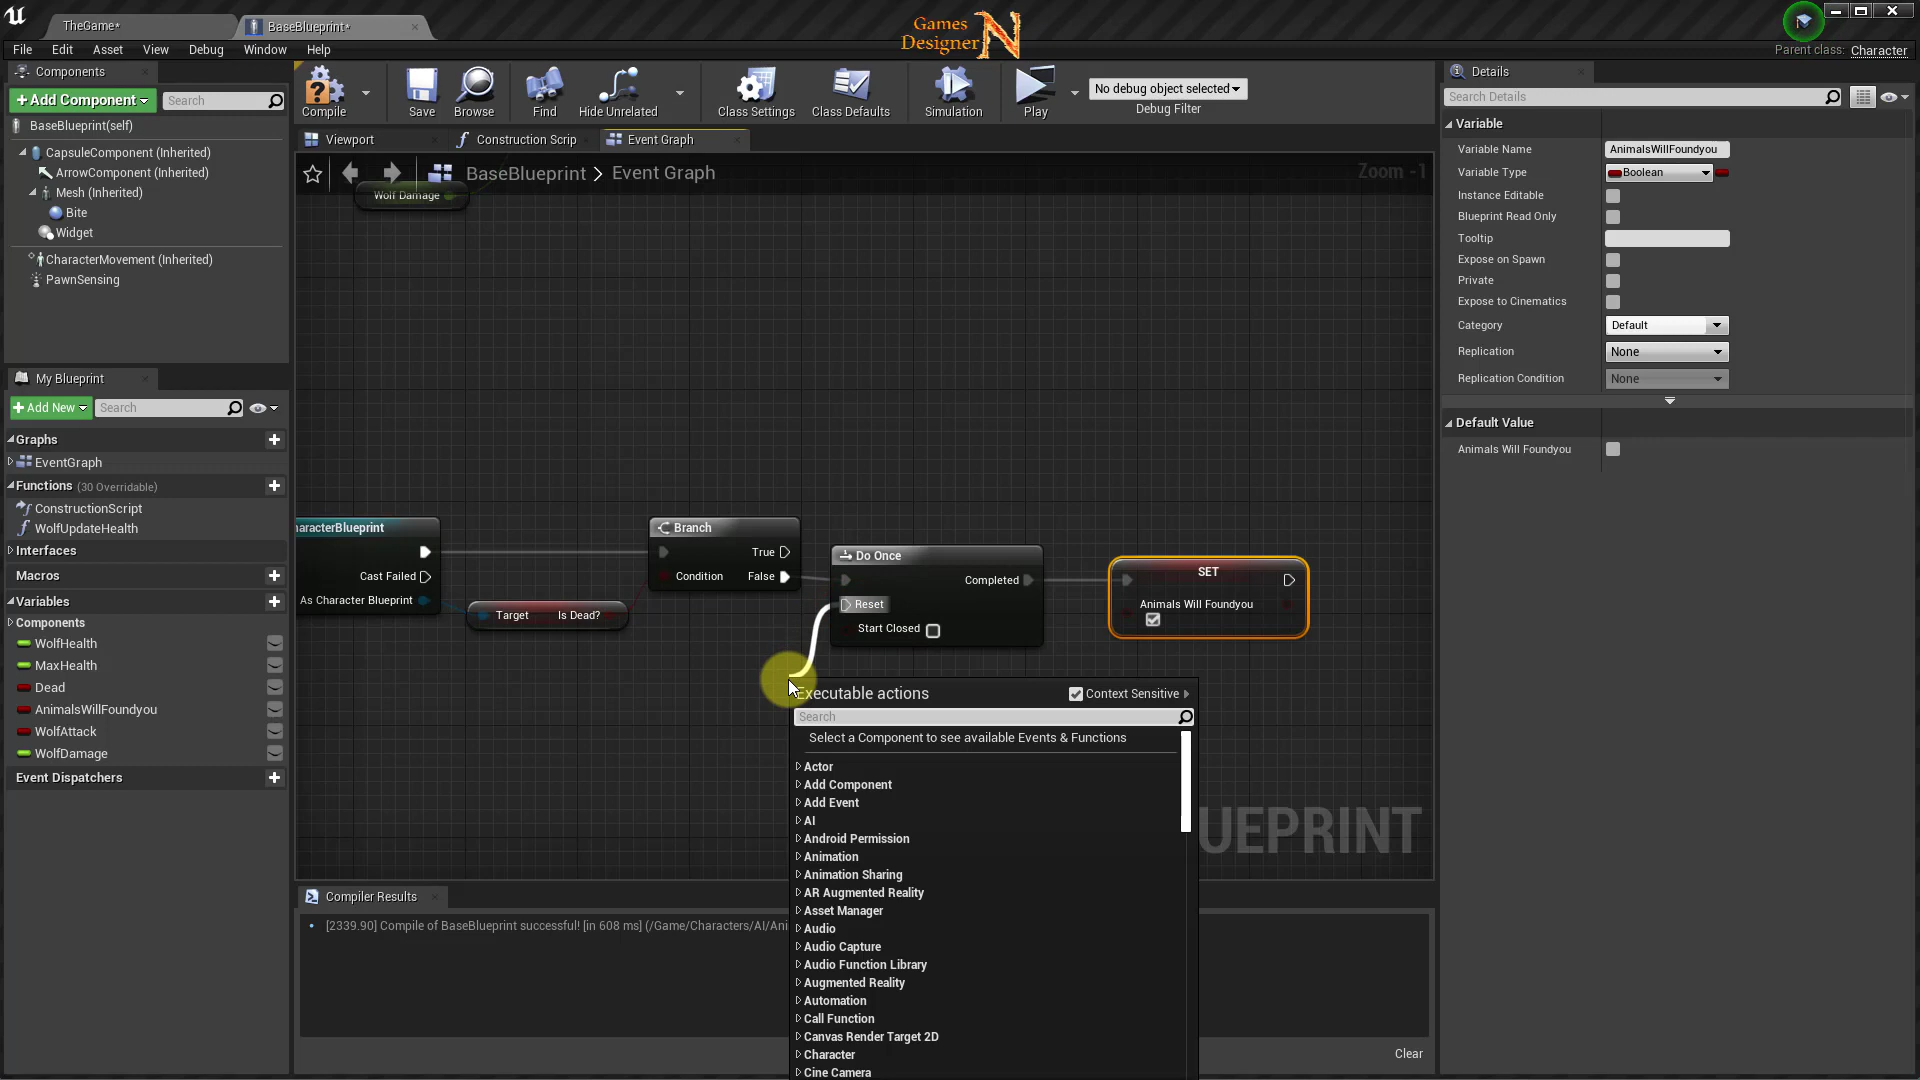 TheGame*
BaseBlueprint*
Games
Designer
N
Parent class: Character
File Edit Asset View Debug Window Help
Components
+Add Component
Search
BaseBlueprint(self)
CapsuleComponent (Inherited)
ArrowComponent (Inherited)
Mesh (Inherited)
Bite
Widget
CharacterMovement (Inherited)
PawnSensing
Compile
Save
Browse
Find
Hide Unrelated
Class Settings
Class Defaults
Simulation
Play
No debug object selected
Debug Filter
Viewport
Construction Scrip
Event Graph
BaseBlueprint > Event Graph
Zoom -1
Wolf Damage
haracterBlueprint
Cast Failed
As Character Blueprint
Target Is Dead?
Branch
True
Condition False
Do Once
Completed
Reset
Start Closed
SET
Animals Will Foundyou
UEPRINT
Executable actions
Context Sensitive
Search
Select a Component to see available Events & Functions
Actor
Add Component
Add Event
AI
Android Permission
Animation
Animation Sharing
AR Augmented Reality
Asset Manager
Audio
Audio Capture
Audio Function Library
Augmented Reality
Automation
Call Function
Canvas Render Target 2D
Character
Cine Camera
My Blueprint
+Add New
Search
Graphs
EventGraph
Functions (30 Overridable)
ConstructionScript
WolfUpdateHealth
Interfaces
Macros
Variables
Components
WolfHealth
MaxHealth
Dead
AnimalsWillFoundyou
WolfAttack
WolfDamage
Event Dispatchers
Compiler Results
[2339.90] Compile of BaseBlueprint successful! [in 608 ms] (/Game/Characters/AI/Ani
Clear
Details
Search Details
Variable
Variable Name AnimalsWillFoundyou
Variable Type Boolean
Instance Editable
Blueprint Read Only
Tooltip
Expose on Spawn
Private
Expose to Cinematics
Category Default
Replication None
Replication Condition None
Default Value
Animals Will Foundyou